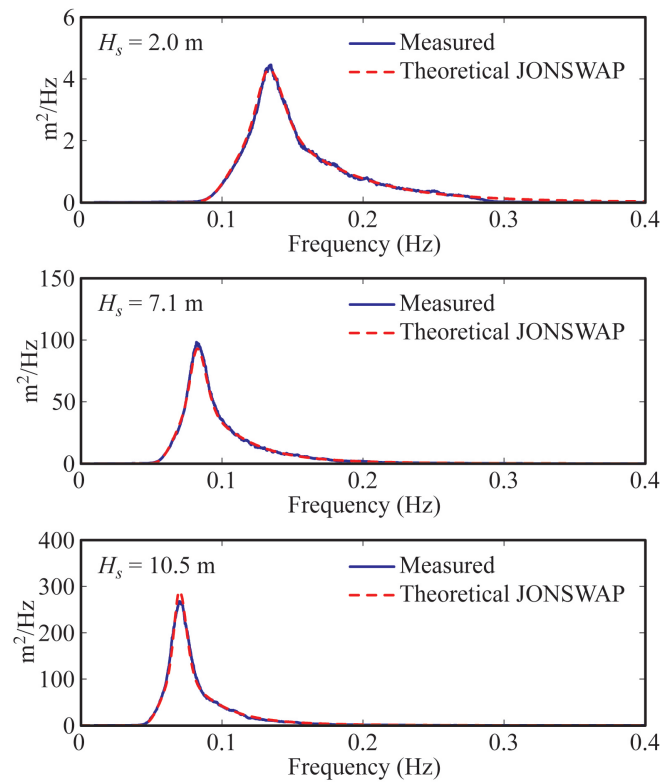 6
H_s = 2.0 m
Measured
Theoretical JONSWAP
m²/Hz
4
2
0
0 0.1 0.2 0.3 0.4
Frequency (Hz)
150
H_s = 7.1 m
Measured
Theoretical JONSWAP
m²/Hz
100
50
0
0 0.1 0.2 0.3 0.4
Frequency (Hz)
400
H_s = 10.5 m
Measured
Theoretical JONSWAP
m²/Hz
300
200
100
0
0 0.1 0.2 0.3 0.4
Frequency (Hz)